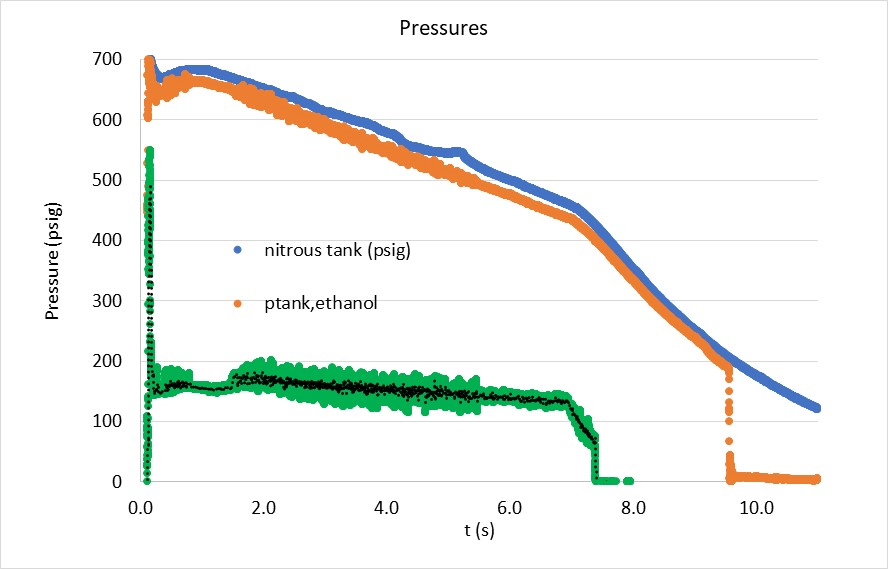 Pressures
700
600
500
400
300
200
100
0
Pressure (psig)
nitrous tank (psig)
ptank,ethanol
0.0 2.0 4.0 6.0 8.0 10.0
t (s)